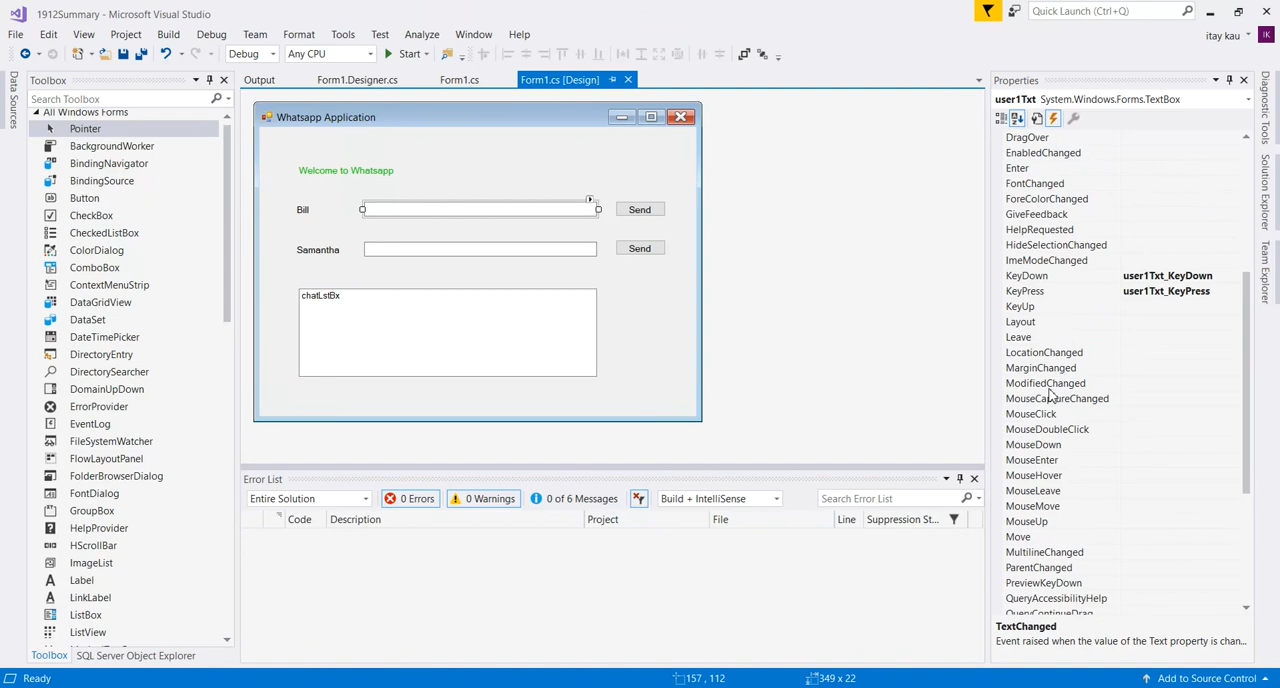 1912Summary - Microsoft Visual Studio
Quick Launch (Ctrl+Q)
File Edit View Project Build Debug Team Format Tools Test Analyze Window Help
itay kau IK
Debug Any CPU Start
Data Sources
Toolbox
Search Toolbox
All Windows Forms
Pointer
BackgroundWorker
BindingNavigator
BindingSource
Button
CheckBox
CheckedListBox
ColorDialog
ComboBox
ContextMenuStrip
DataGridView
DataSet
DateTimePicker
DirectoryEntry
DirectorySearcher
DomainUpDown
ErrorProvider
EventLog
FileSystemWatcher
FlowLayoutPanel
FolderBrowserDialog
FontDialog
GroupBox
HelpProvider
HScrollBar
ImageList
Label
LinkLabel
ListBox
ListView
Toolbox SQL Server Object Explorer
Output Form1.Designer.cs Form1.cs Form1.cs [Design]
Whatsapp Application
Welcome to Whatsapp
Bill Send
Samantha Send
chatLstBx
Error List
Entire Solution 0 Errors 0 Warnings 0 of 6 Messages Build + IntelliSense Search Error List
Code Description Project File Line Suppression St...
Properties
user1Txt System.Windows.Forms.TextBox
DragOver
EnabledChanged
Enter
FontChanged
ForeColorChanged
GiveFeedback
HelpRequested
HideSelectionChanged
ImeModeChanged
KeyDown user1Txt_KeyDown
KeyPress user1Txt_KeyPress
KeyUp
Layout
Leave
LocationChanged
MarginChanged
ModifiedChanged
MouseCaptureChanged
MouseClick
MouseDoubleClick
MouseDown
MouseEnter
MouseHover
MouseLeave
MouseMove
MouseUp
Move
MultilineChanged
ParentChanged
PreviewKeyDown
QueryAccessibilityHelp
QueryContinueDrag
TextChanged
Event raised when the value of the Text property is chan...
Diagnostic Tools
Solution Explorer
Team Explorer
Ready 157 , 112 349 x 22 Add to Source Control